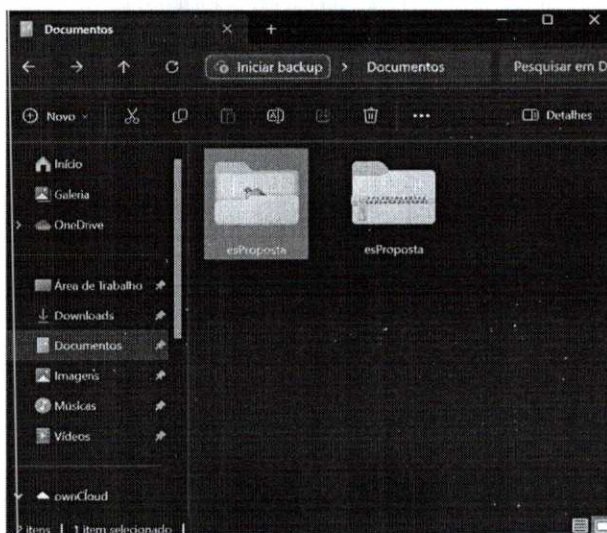 Documentos
Iniciar backup > Documentos Pesquisar em D
Novo Detalhes
Início
Galeria
OneDrive
esProposta esProposta
Área de Trabalho
Downloads
Documentos
Imagens
Músicas
Vídeos
ownCloud
2 itens 1 item selecionado